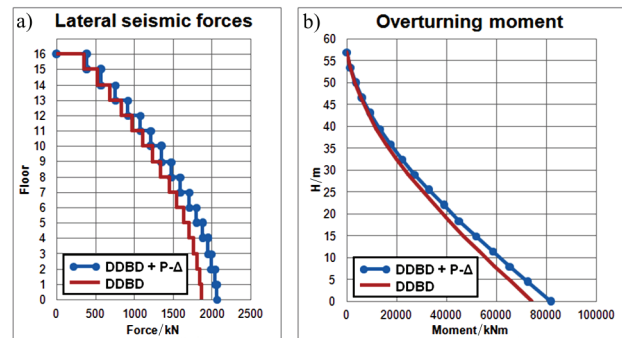 a) Lateral seismic forces
16
15
14
13
12
11
10
9
8
7
6
5
4
3
2
1
0
Floor
DDBD + P-Δ
DDBD
0 500 1000 1500 2000 2500
Force/kN
b) Overturning moment
60
55
50
45
40
35
30
25
20
15
10
5
0
H/m
DDBD + P-Δ
DDBD
0 20000 40000 60000 80000 100000
Moment/kNm